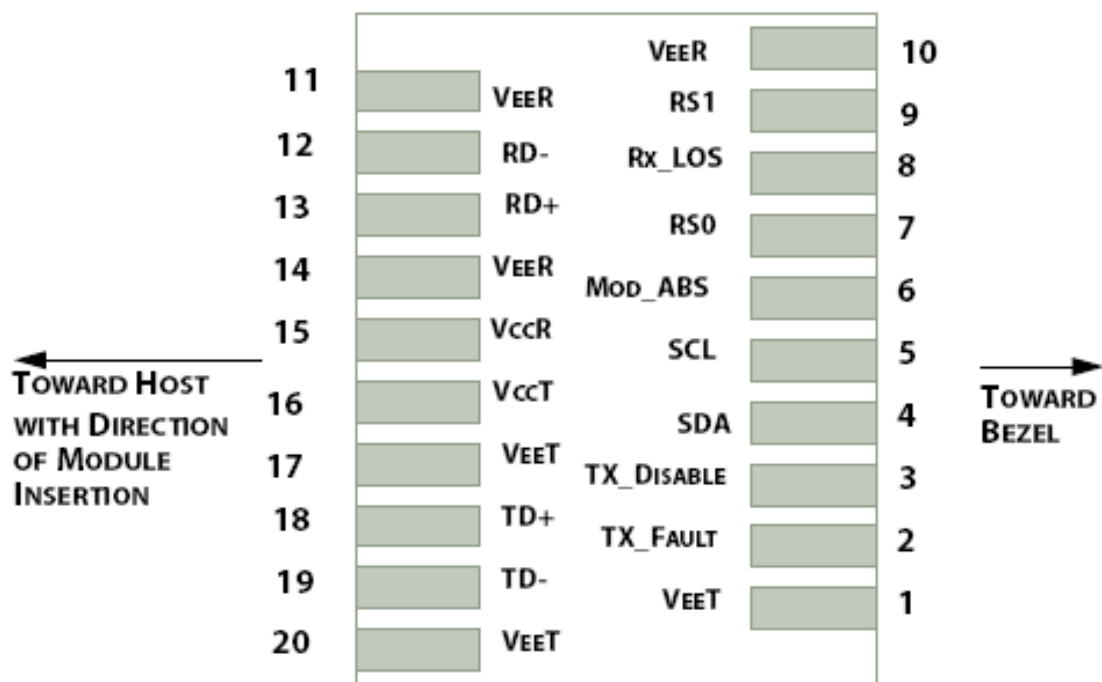 VEER 10
11 VEER
RS1 9
12 RD-
Rx_LOS 8
13 RD+
RS0 7
14 VEER
MOD_ABS 6
15 VCCR
SCL 5
TOWARD HOST
WITH DIRECTION
OF MODULE
INSERTION
TOWARD
BEZEL
16 VCCT
SDA 4
17 VEET
TX_DISABLE 3
18 TD+
TX_FAULT 2
19 TD-
VEET 1
20 VEET